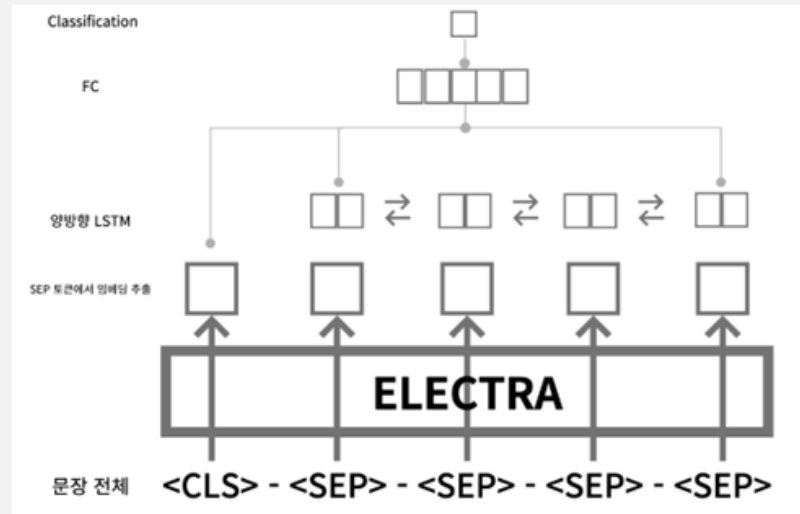 Classification
FC
양방향 LSTM
SEP 토큰에서 임베딩 추출
ELECTRA
문장 전체 <CLS> - <SEP> - <SEP> - <SEP> - <SEP>